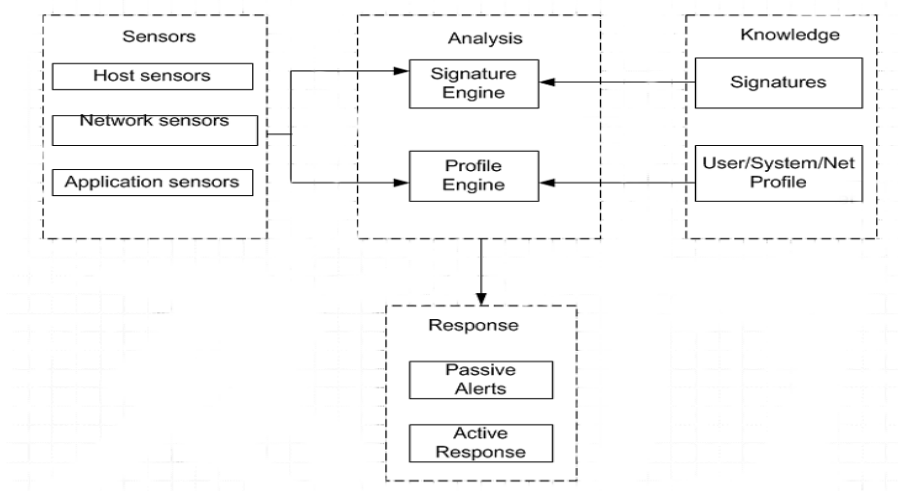 Sensors
Host sensors
Network sensors
Application sensors
Analysis
Signature
Engine
Profile
Engine
Knowledge
Signatures
User/System/Net
Profile
Response
Passive
Alerts
Active
Response